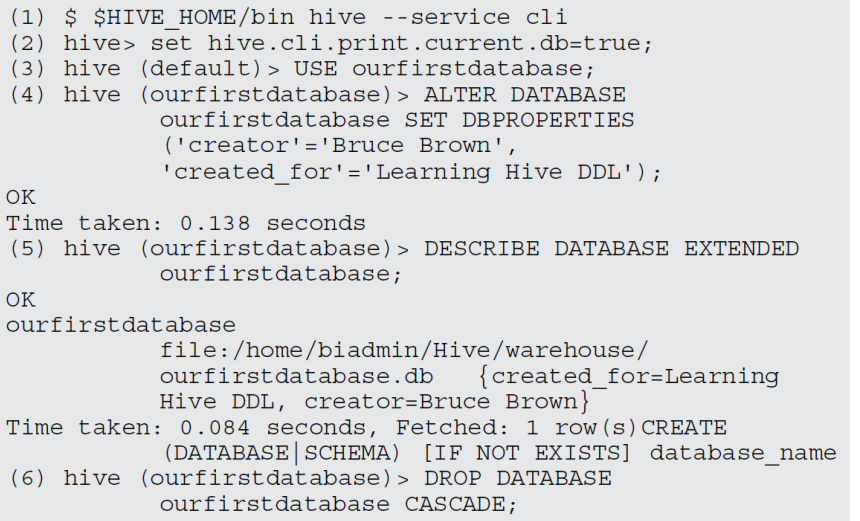 (1) $ $HIVE_HOME/bin hive --service cli
(2) hive> set hive.cli.print.current.db=true;
(3) hive (default)> USE ourfirstdatabase;
(4) hive (ourfirstdatabase)> ALTER DATABASE
ourfirstdatabase SET DBPROPERTIES
('creator'='Bruce Brown',
'created_for'='Learning Hive DDL');
OK
Time taken: 0.138 seconds
(5) hive (ourfirstdatabase)> DESCRIBE DATABASE EXTENDED
ourfirstdatabase;
OK
ourfirstdatabase
file:/home/biadmin/Hive/warehouse/
ourfirstdatabase.db {created_for=Learning
Hive DDL, creator=Bruce Brown}
Time taken: 0.084 seconds, Fetched: 1 row(s)CREATE
(DATABASE|SCHEMA) [IF NOT EXISTS] database_name
(6) hive (ourfirstdatabase)> DROP DATABASE
ourfirstdatabase CASCADE;